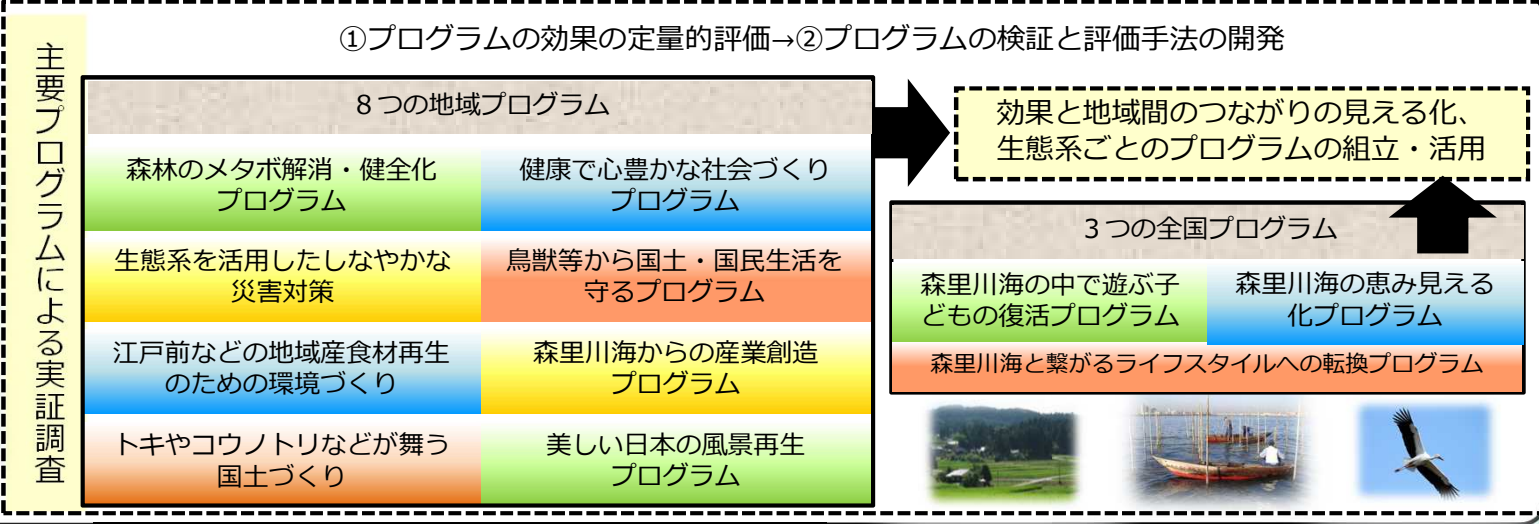 主要プログラムによる実証調査
①プログラムの効果の定量的評価→②プログラムの検証と評価手法の開発
８つの地域プログラム
森林のメタボ解消・健全化
プログラム
健康で心豊かな社会づくり
プログラム
生態系を活用したしなやかな
災害対策
鳥獣等から国土・国民生活を
守るプログラム
江戸前などの地域産食材再生
のための環境づくり
森里川海からの産業創造
プログラム
トキやコウノトリなどが舞う
国土づくり
美しい日本の風景再生
プログラム
効果と地域間のつながりの見える化、
生態系ごとのプログラムの組立・活用
３つの全国プログラム
森里川海の中で遊ぶ子
どもの復活プログラム
森里川海の恵み見える
化プログラム
森里川海と繋がるライフスタイルへの転換プログラム